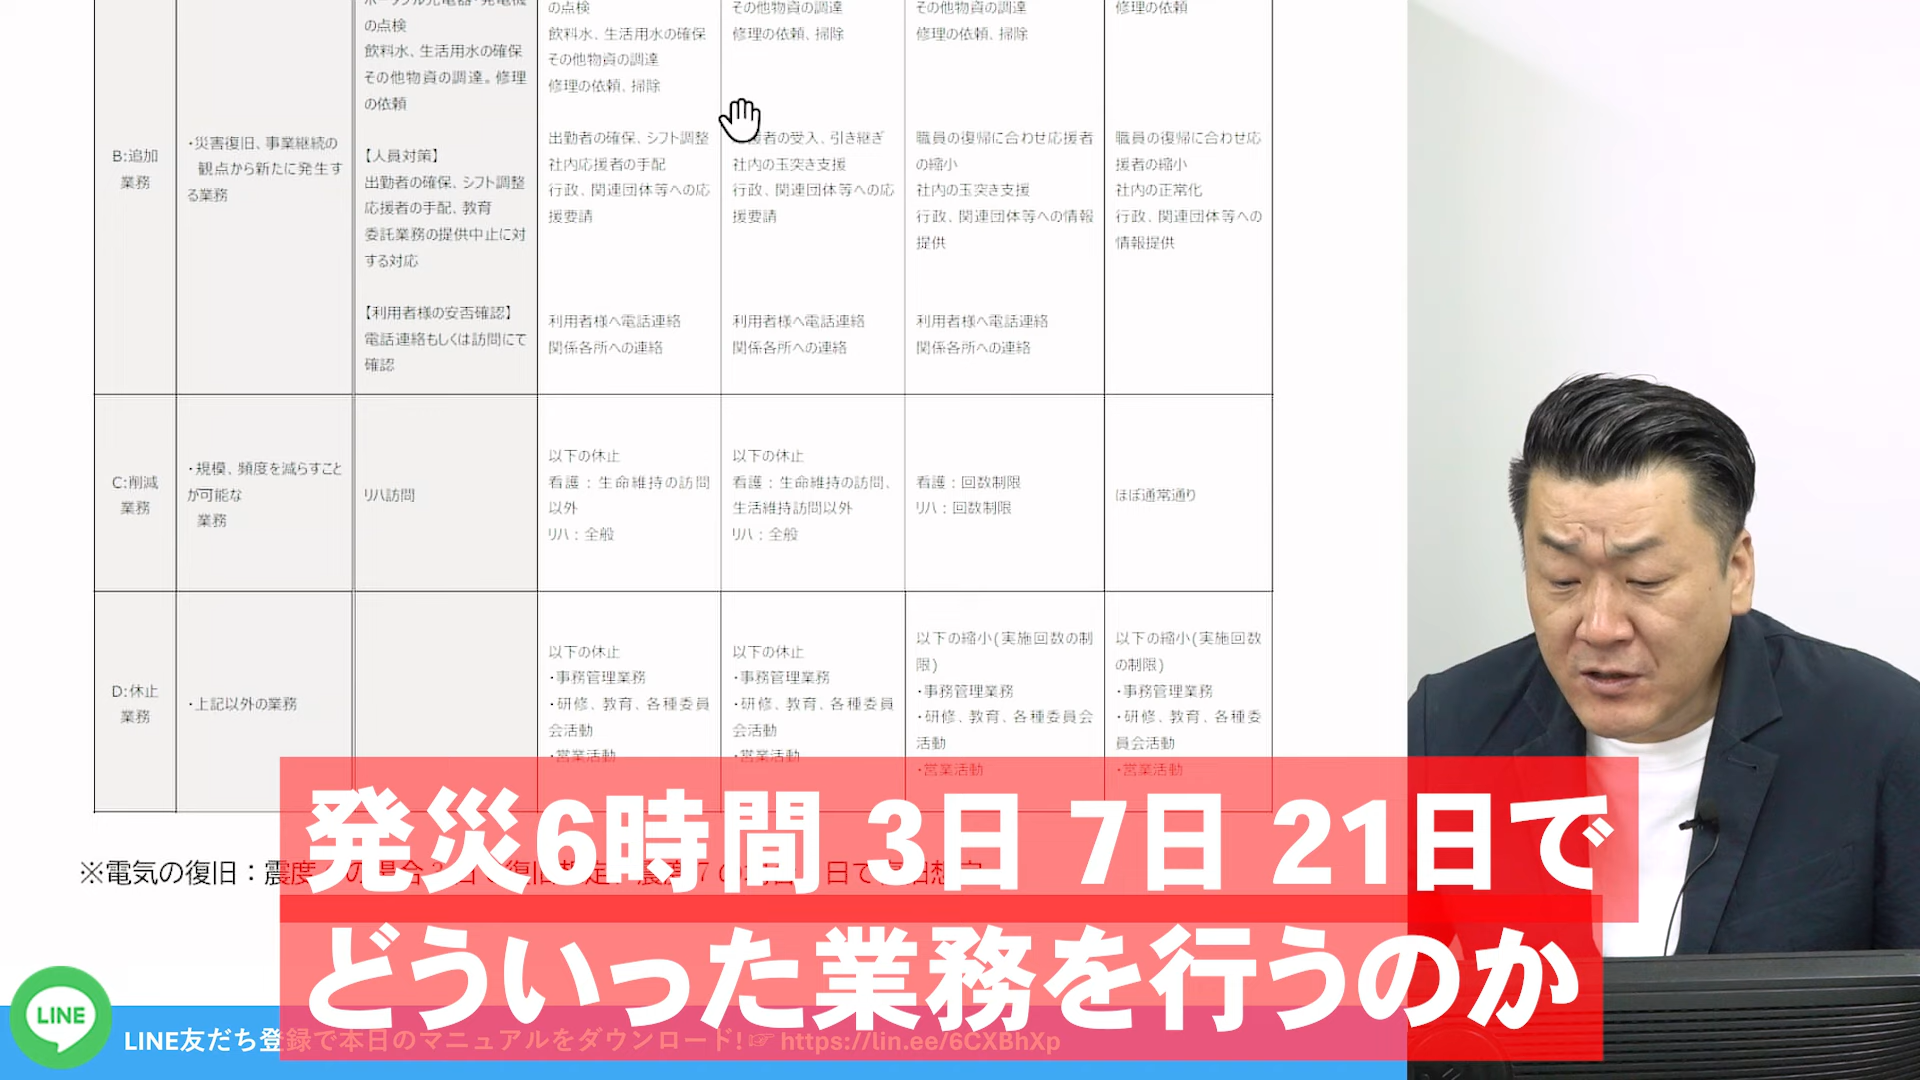 の点検
飲料水、生活用水の確保
その他物資の調達。修理
の依頼
【人員対策】
出勤者の確保、シフト調整
応援者の手配、教育
委託業務の提供中止に対
する対応
【利用者様の安否確認】
電話連絡もしくは訪問にて
確認
B:追加
業務
・災害復旧、事業継続の
観点から新たに発生す
る業務
の点検
飲料水、生活用水の確保
その他物資の調達
修理の依頼、掃除
出勤者の確保、シフト調整
社内応援者の手配
行政、関連団体等への応
援要請
利用者様へ電話連絡
関係各所への連絡
その他物資の調達
修理の依頼、掃除
援者の受入、引き継ぎ
社内の玉突き支援
行政、関連団体等への応
援要請
利用者様へ電話連絡
関係各所への連絡
その他物資の調達
修理の依頼、掃除
職員の復帰に合わせ応援者
の縮小
社内の玉突き支援
行政、関連団体等への情報
提供
利用者様へ電話連絡
関係各所への連絡
修理の依頼
職員の復帰に合わせ応
援者の縮小
社内の正常化
行政、関連団体等への
情報提供
C:削減
業務
・規模、頻度を減らすこと
が可能な
業務
リハ訪問
以下の休止
看護：生命維持の訪問
以外
リハ：全般
以下の休止
看護：生命維持の訪問、
生活維持訪問以外
リハ：全般
看護：回数制限
リハ：回数制限
ほぼ通常通り
D:休止
業務
・上記以外の業務
以下の休止
・事務管理業務
・研修、教育、各種委員
会活動
・営業活動
以下の休止
・事務管理業務
・研修、教育、各種委員
会活動
・営業活動
以下の縮小(実施回数の制
限)
・事務管理業務
・研修、教育、各種委員会
活動
・営業活動
以下の縮小(実施回数
の制限)
・事務管理業務
・研修、教育、各種委
員会活動
・営業活動
※電気の復旧：震度
発災6時間 3日 7日 21日で
どういった業務を行うのか
LINE
LINE友だち登録で本日のマニュアルをダウンロード!☞ https://lin.ee/6CXBhXp